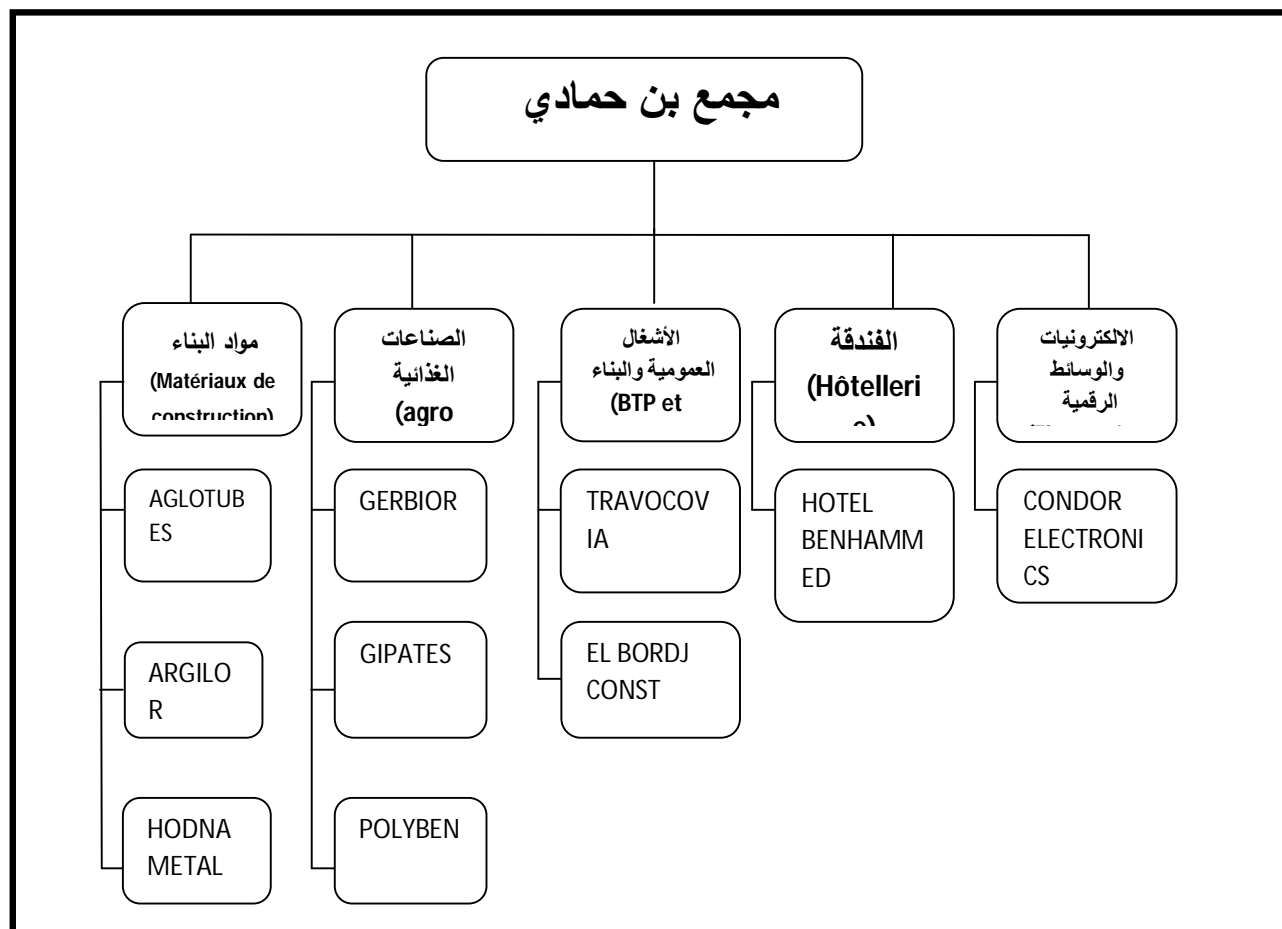 مجمع بن حمادي
مواد البناء
(Matériaux de
construction)
الصناعات
الغذائية
(agro
الأشغال
العمومية والبناء
(BTP et
الفندقة
(Hôtelleri
e)
الالكترونيات
والوسائط
الرقمية
AGLOTUB
ES
GERBIOR
TRAVOCOV
IA
HOTEL
BENHAMM
ED
CONDOR
ELECTRONI
CS
ARGILO
R
GIPATES
EL BORDJ
CONST
HODNA
METAL
POLYBEN